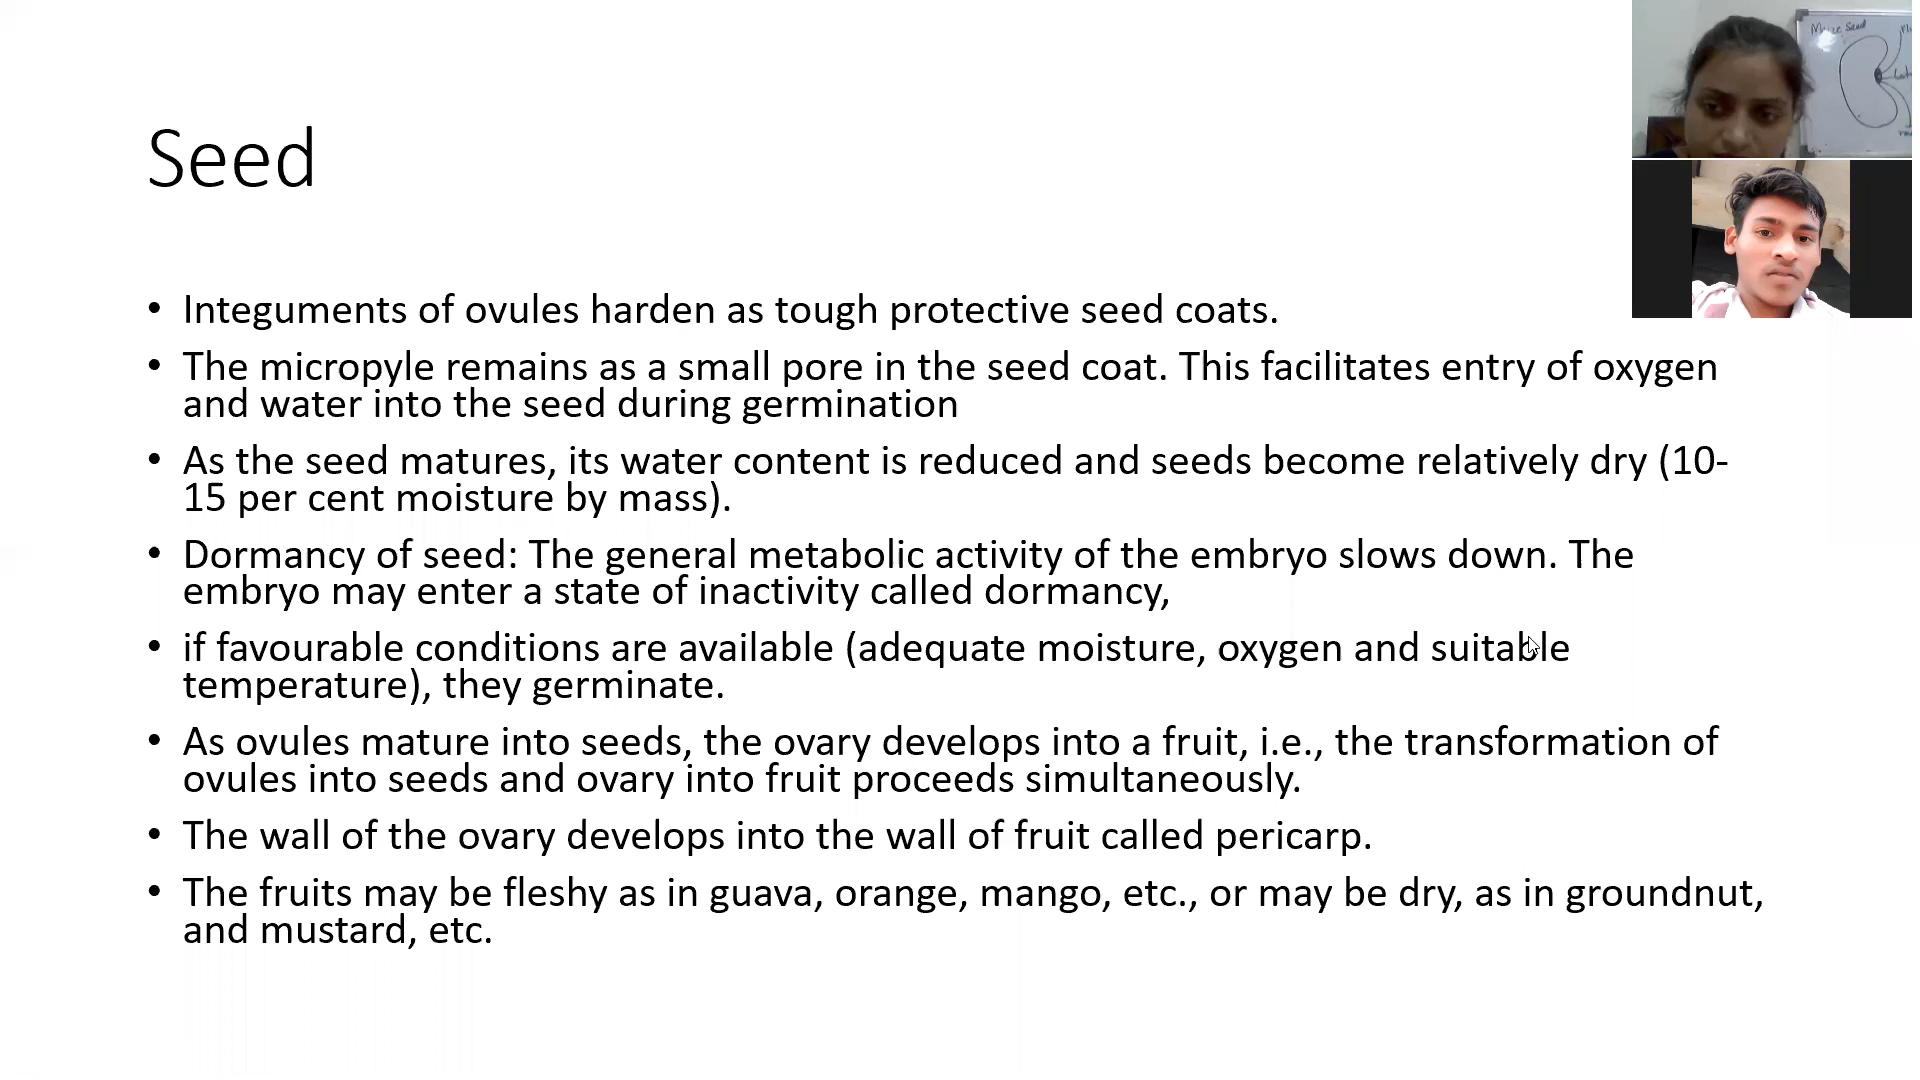 Seed
• Integuments of ovules harden as tough protective seed coats.
• The micropyle remains as a small pore in the seed coat. This facilitates entry of oxygen
and water into the seed during germination
• As the seed matures, its water content is reduced and seeds become relatively dry (10-
15 per cent moisture by mass).
• Dormancy of seed: The general metabolic activity of the embryo slows down. The
embryo may enter a state of inactivity called dormancy,
• if favourable conditions are available (adequate moisture, oxygen and suitable
temperature), they germinate.
• As ovules mature into seeds, the ovary develops into a fruit, i.e., the transformation of
ovules into seeds and ovary into fruit proceeds simultaneously.
• The wall of the ovary develops into the wall of fruit called pericarp.
• The fruits may be fleshy as in guava, orange, mango, etc., or may be dry, as in groundnut,
and mustard, etc.
Seed